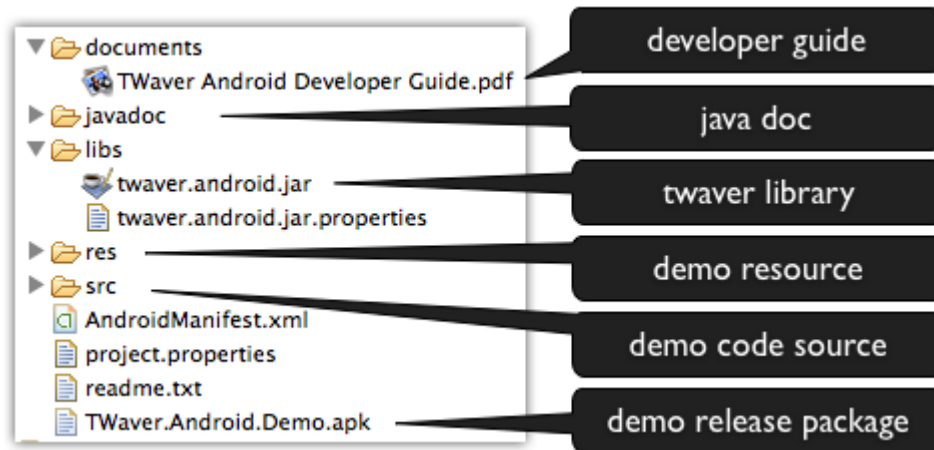 documents
developer guide
TWaver Android Developer Guide.pdf
javadoc
java doc
libs
twaver.android.jar
twaver library
twaver.android.jar.properties
res
demo resource
src
AndroidManifest.xml
demo code source
project.properties
readme.txt
TWaver.Android.Demo.apk
demo release package